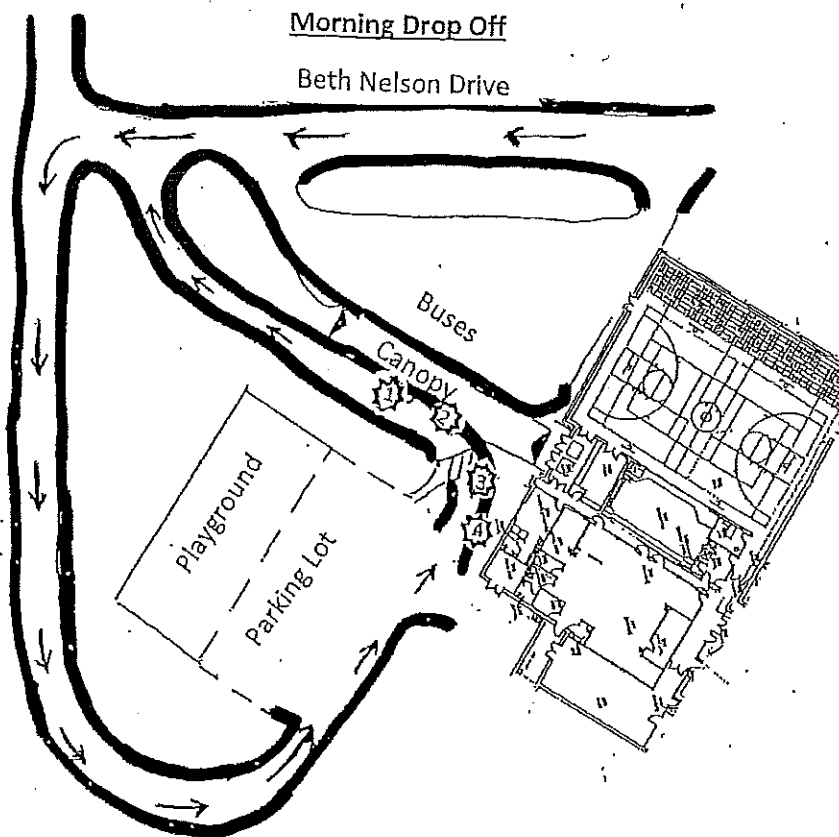 Morning Drop Off
Beth Nelson Drive
Buses
Canopy
1
2
3
4
Playground
Parking Lot